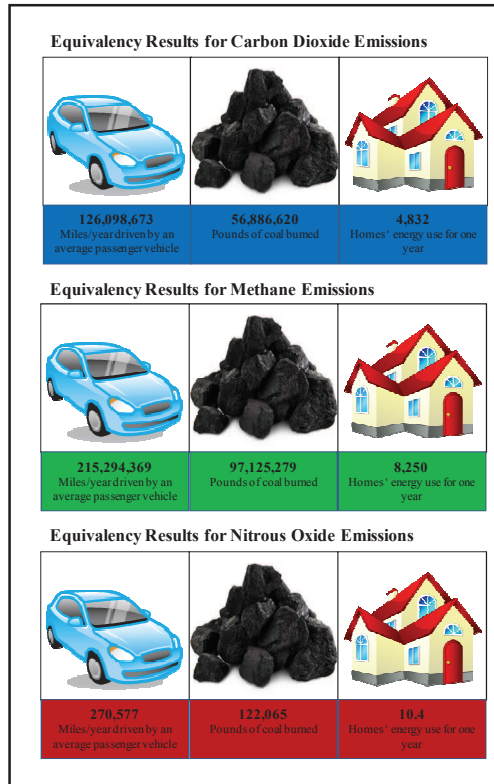 Equivalency Results for Carbon Dioxide Emissions
126,098,673
Miles/year driven by an
average passenger vehicle
56,886,620
Pounds of coal burned
4,832
Homes‘ energy use for one
year
Equivalency Results for Methane Emissions
215,294,369
Miles/year driven by an
average passenger vehicle
97,125,279
Pounds of coal burned
8,250
Homes‘ energy use for one
year
Equivalency Results for Nitrous Oxide Emissions
270,577
Miles/year driven by an
average passenger vehicle
122,065
Pounds of coal burned
10.4
Homes‘ energy use for one
year